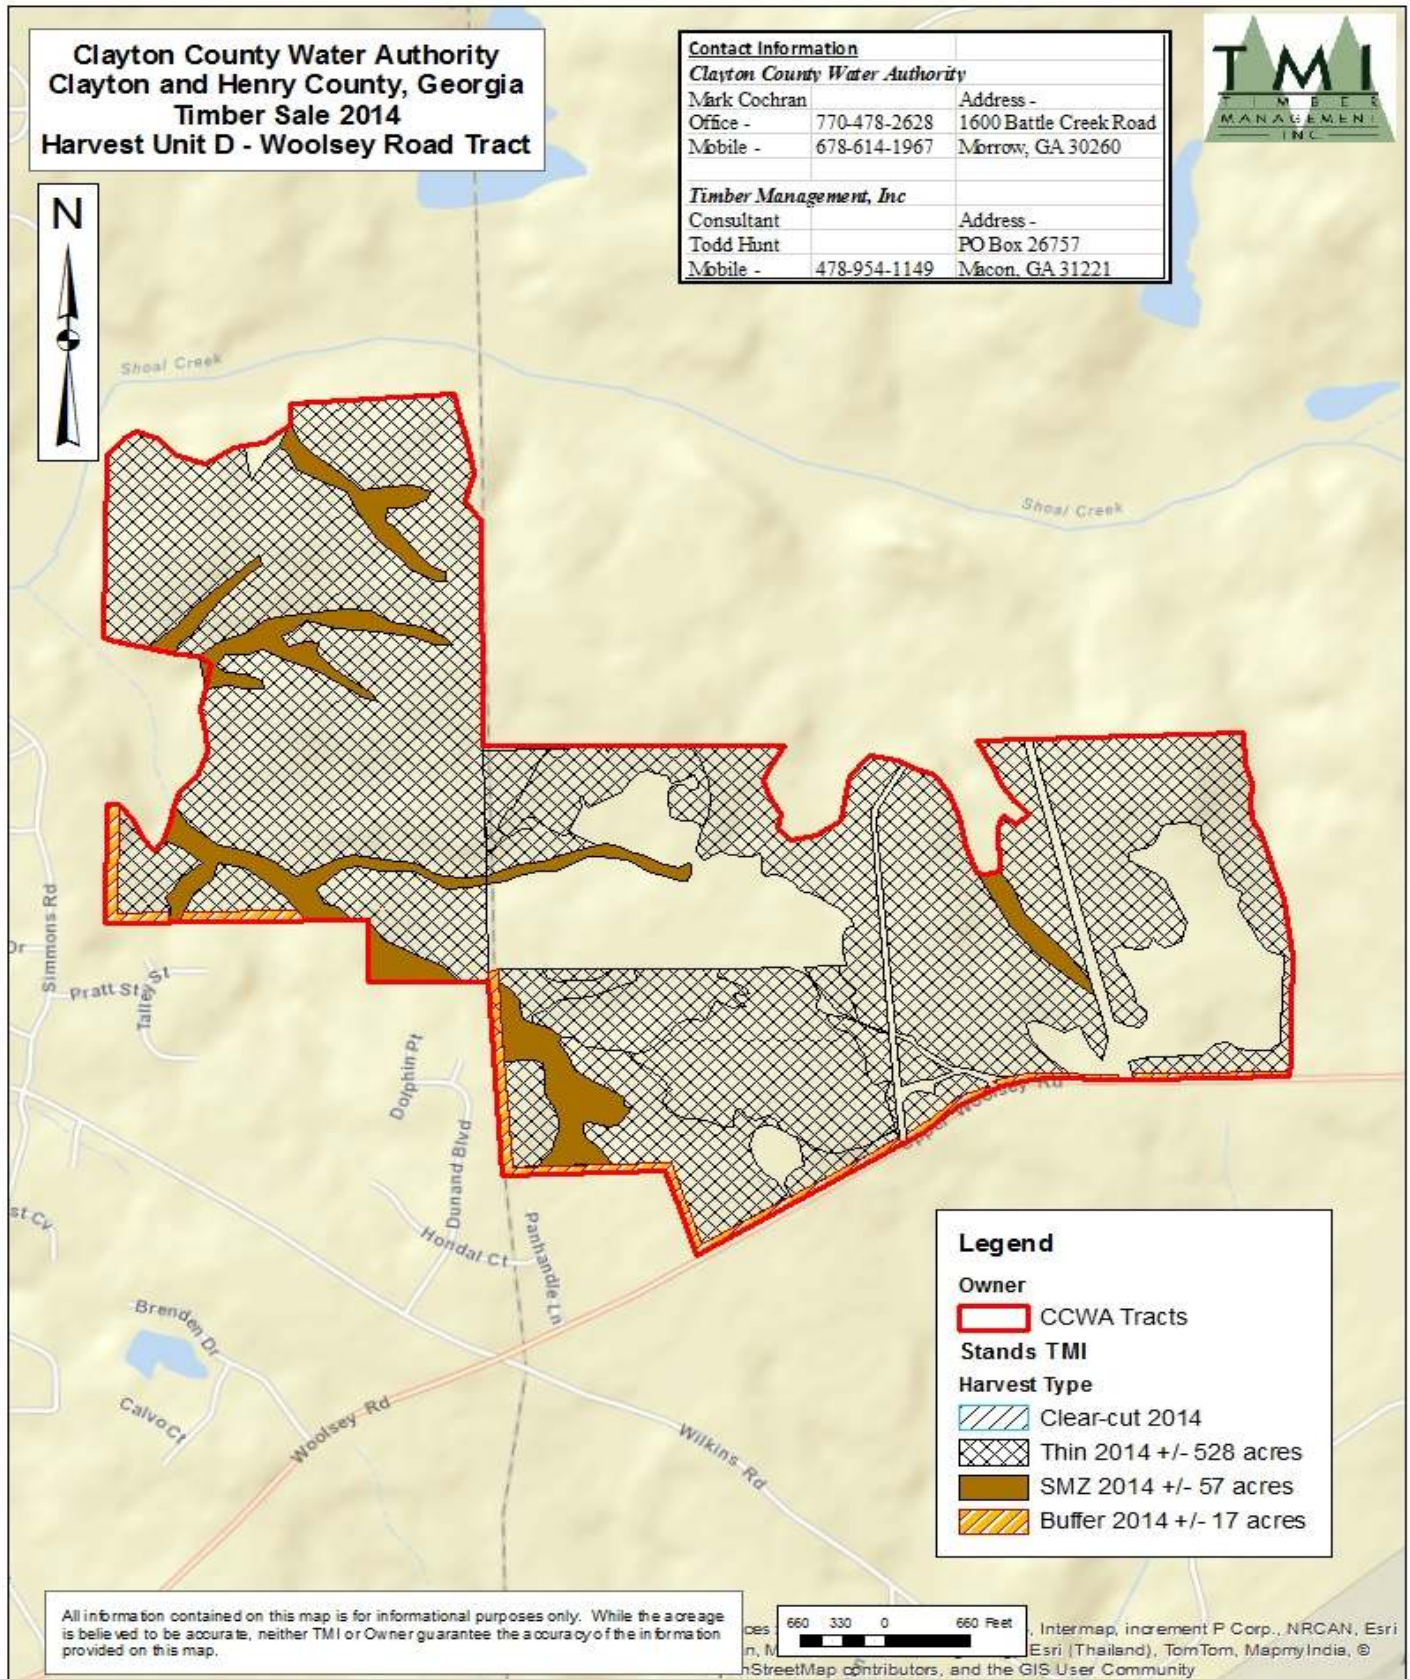 Clayton County Water Authority
Clayton and Henry County, Georgia
Timber Sale 2014
Harvest Unit D - Woolsey Road Tract
Contact Information
Clayton County Water Authority
Mark Cochran Address -
Office - 770-478-2628 1600 Battle Creek Road
Mobile - 678-614-1967 Morrow, GA 30260
Timber Management, Inc
Consultant Address -
Todd Hunt PO Box 26757
Mobile - 478-954-1149 Macon, GA 31221
TMI
TIMBER
MANAGEMENT
INC.
N
Shoal Creek
Shoal Creek
Simmons Rd
Dr
Pratt St
Talley St
Dolphin Pt
Dunand Blvd
Hondal Ct
Panhandle Ln
Upper Woolsey Rd
st Cv
Brenden Dr
Calvo Ct
Woolsey Rd
Wilkins Rd
Legend
Owner
CCWA Tracts
Stands TMI
Harvest Type
Clear-cut 2014
Thin 2014 +/- 528 acres
SMZ 2014 +/- 57 acres
Buffer 2014 +/- 17 acres
All information contained on this map is for informational purposes only. While the acreage
is believed to be accurate, neither TMI or Owner guarantee the accuracy of the information
provided on this map.
660 330 0 660 Feet
ces , Intermap, increment P Corp., NRCAN, Esri
n, M Esri (Thailand), TomTom, MapmyIndia, ©
nStreetMap contributors, and the GIS User Community